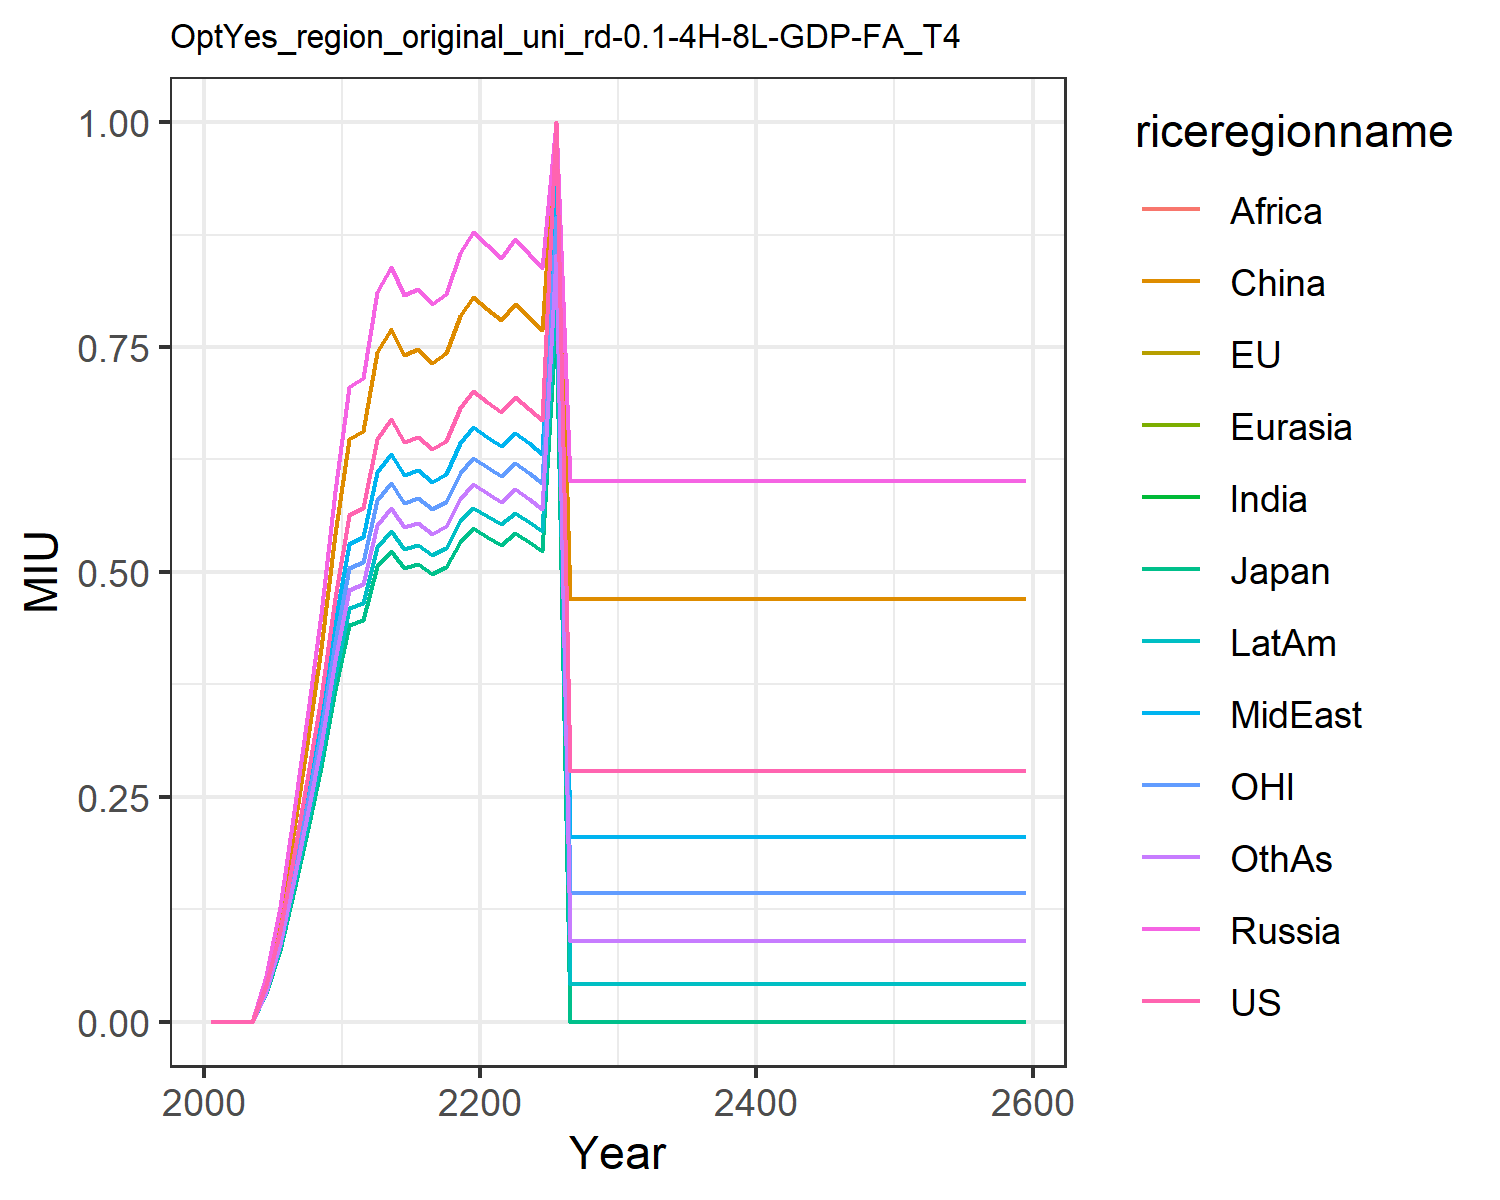 OptYes_region_original_uni_rd-0.1-4H-8L-GDP-FA_T4
1.00
0.75
0.50
0.25
0.00
MIU
2000 2200 2400 2600
Year
riceregionname
Africa
China
EU
Eurasia
India
Japan
LatAm
MidEast
OHI
OthAs
Russia
US